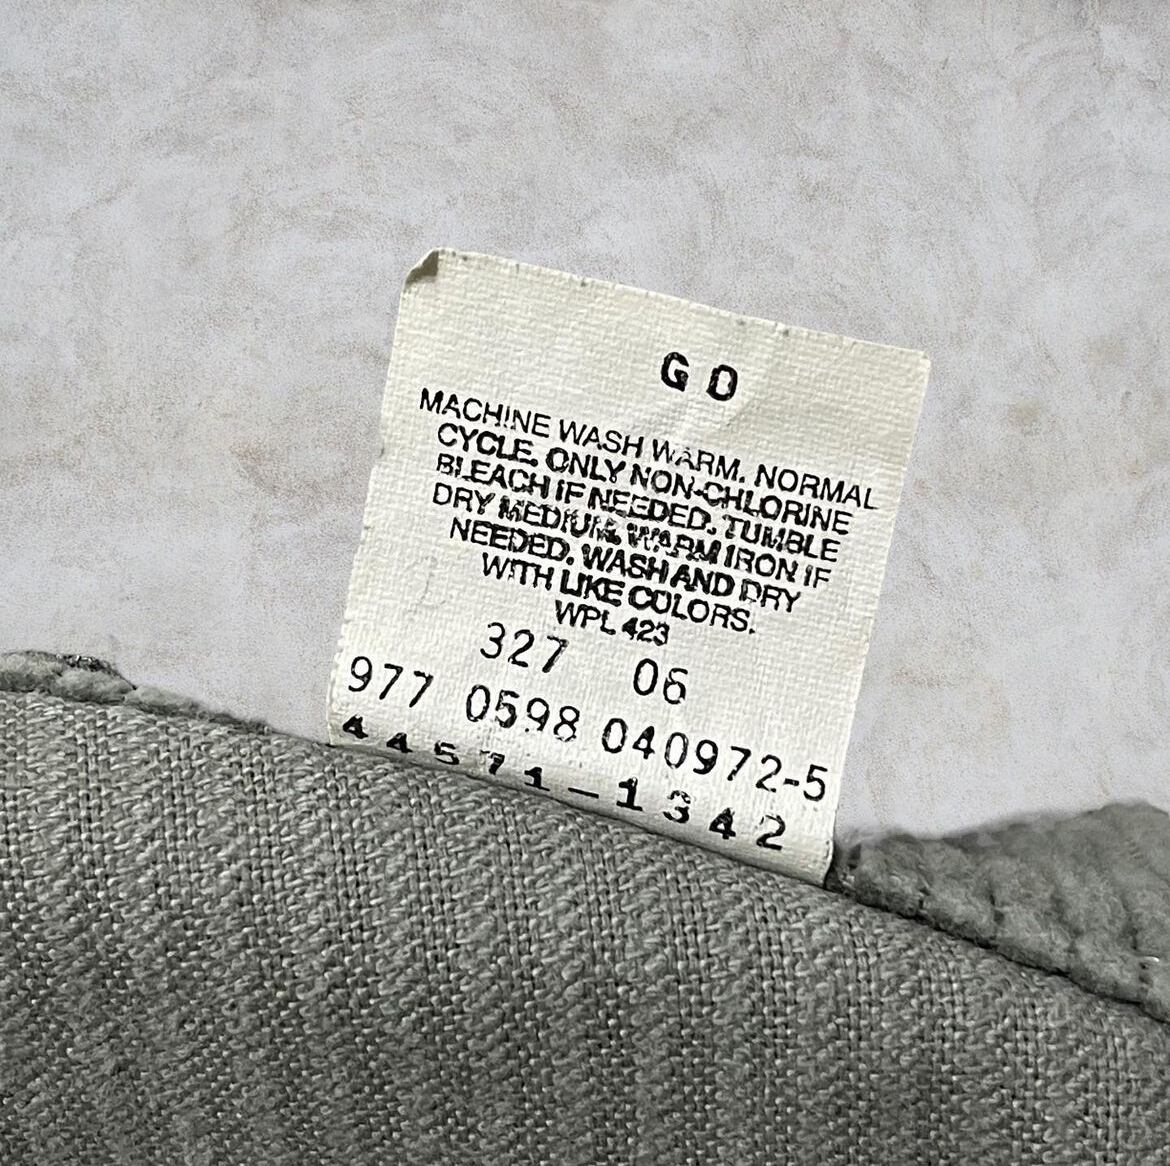 G O
MACHINE WASH WARM. NORMAL
CYCLE. ONLY NON-CHLORINE
BLEACH IF NEEDED. TUMBLE
DRY MEDIUM. WARM IRON IF
NEEDED. WASH AND DRY
WITH LIKE COLORS.
WPL 423
327 06
977 0598 040972-5
44571-1342